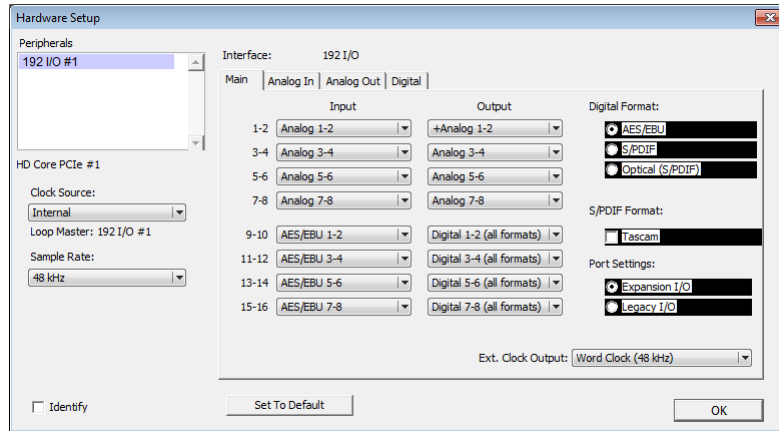 Hardware Setup
Peripherals
192 I/O #1
Interface: 192 I/O
Main Analog In Analog Out Digital
Input Output Digital Format:
1-2 Analog 1-2 +Analog 1-2 AES/EBU
3-4 Analog 3-4 Analog 3-4 S/PDIF
5-6 Analog 5-6 Analog 5-6 Optical (S/PDIF)
7-8 Analog 7-8 Analog 7-8
HD Core PCIe #1
Clock Source:
Internal
Loop Master: 192 I/O #1
Sample Rate:
48 kHz
S/PDIF Format:
9-10 AES/EBU 1-2 Digital 1-2 (all formats) Tascam
11-12 AES/EBU 3-4 Digital 3-4 (all formats) Port Settings:
13-14 AES/EBU 5-6 Digital 5-6 (all formats) Expansion I/O
15-16 AES/EBU 7-8 Digital 7-8 (all formats) Legacy I/O
Ext. Clock Output: Word Clock (48 kHz)
Identify Set To Default OK